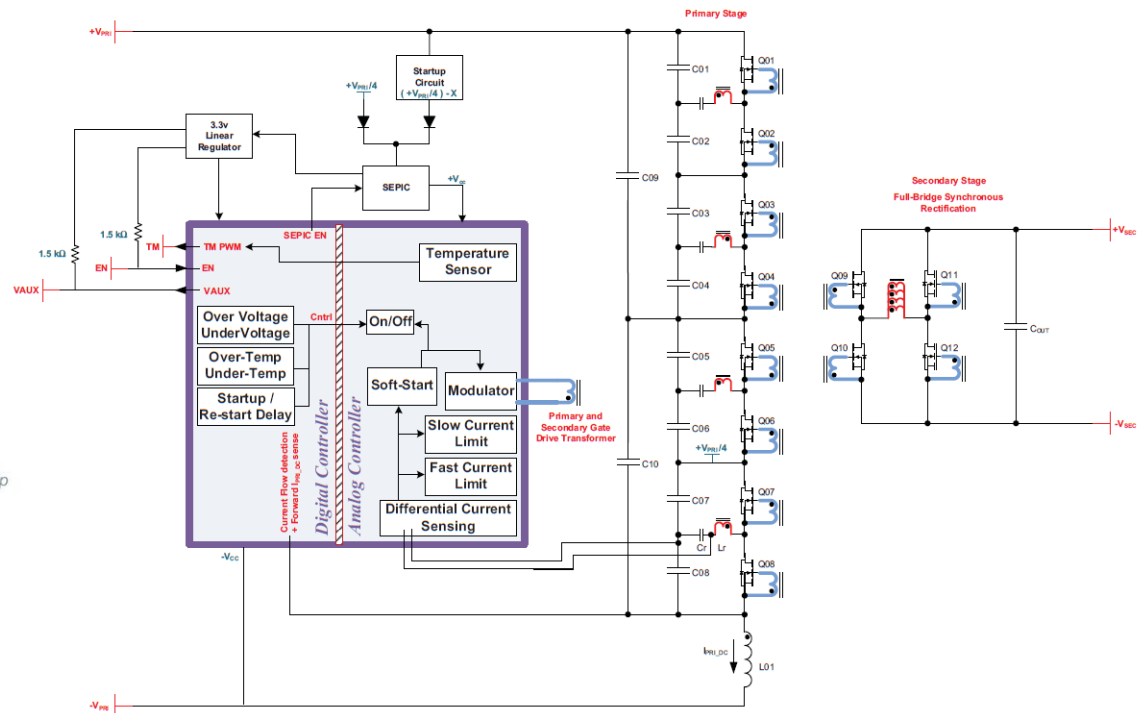 Primary Stage
+VPRI
Startup
Circuit
( +VPRI/4 ) - X
+VPRI/4
3.3v
Linear
Regulator
SEPIC
+Vcc
C01
Q01
C02
Q02
C09
C03
Q03
C04
Q04
C05
Q05
C06
Q06
+VPRI/4
C10
C07
Q07
Cr
Lr
C08
Q08
IPRI_DC
L01
Secondary Stage
Full-Bridge Synchronous
Rectification
+VSEC
Q09
Q11
Q10
Q12
COUT
-VSEC
1.5 kΩ
1.5 kΩ
TM
EN
VAUX
SEPIC EN
TM PWM
EN
VAUX
Temperature
Sensor
Over Voltage
UnderVoltage
Cntrl
On/Off
Over-Temp
Under-Temp
Soft-Start
Modulator
Startup /
Re-start Delay
Primary and
Secondary Gate
Drive Transformer
Slow Current
Limit
Fast Current
Limit
Differential Current
Sensing
Current Flow detection
+ Forward IPRI_DC sense
Digital Controller
Analog Controller
-VCC
-VPRI
p